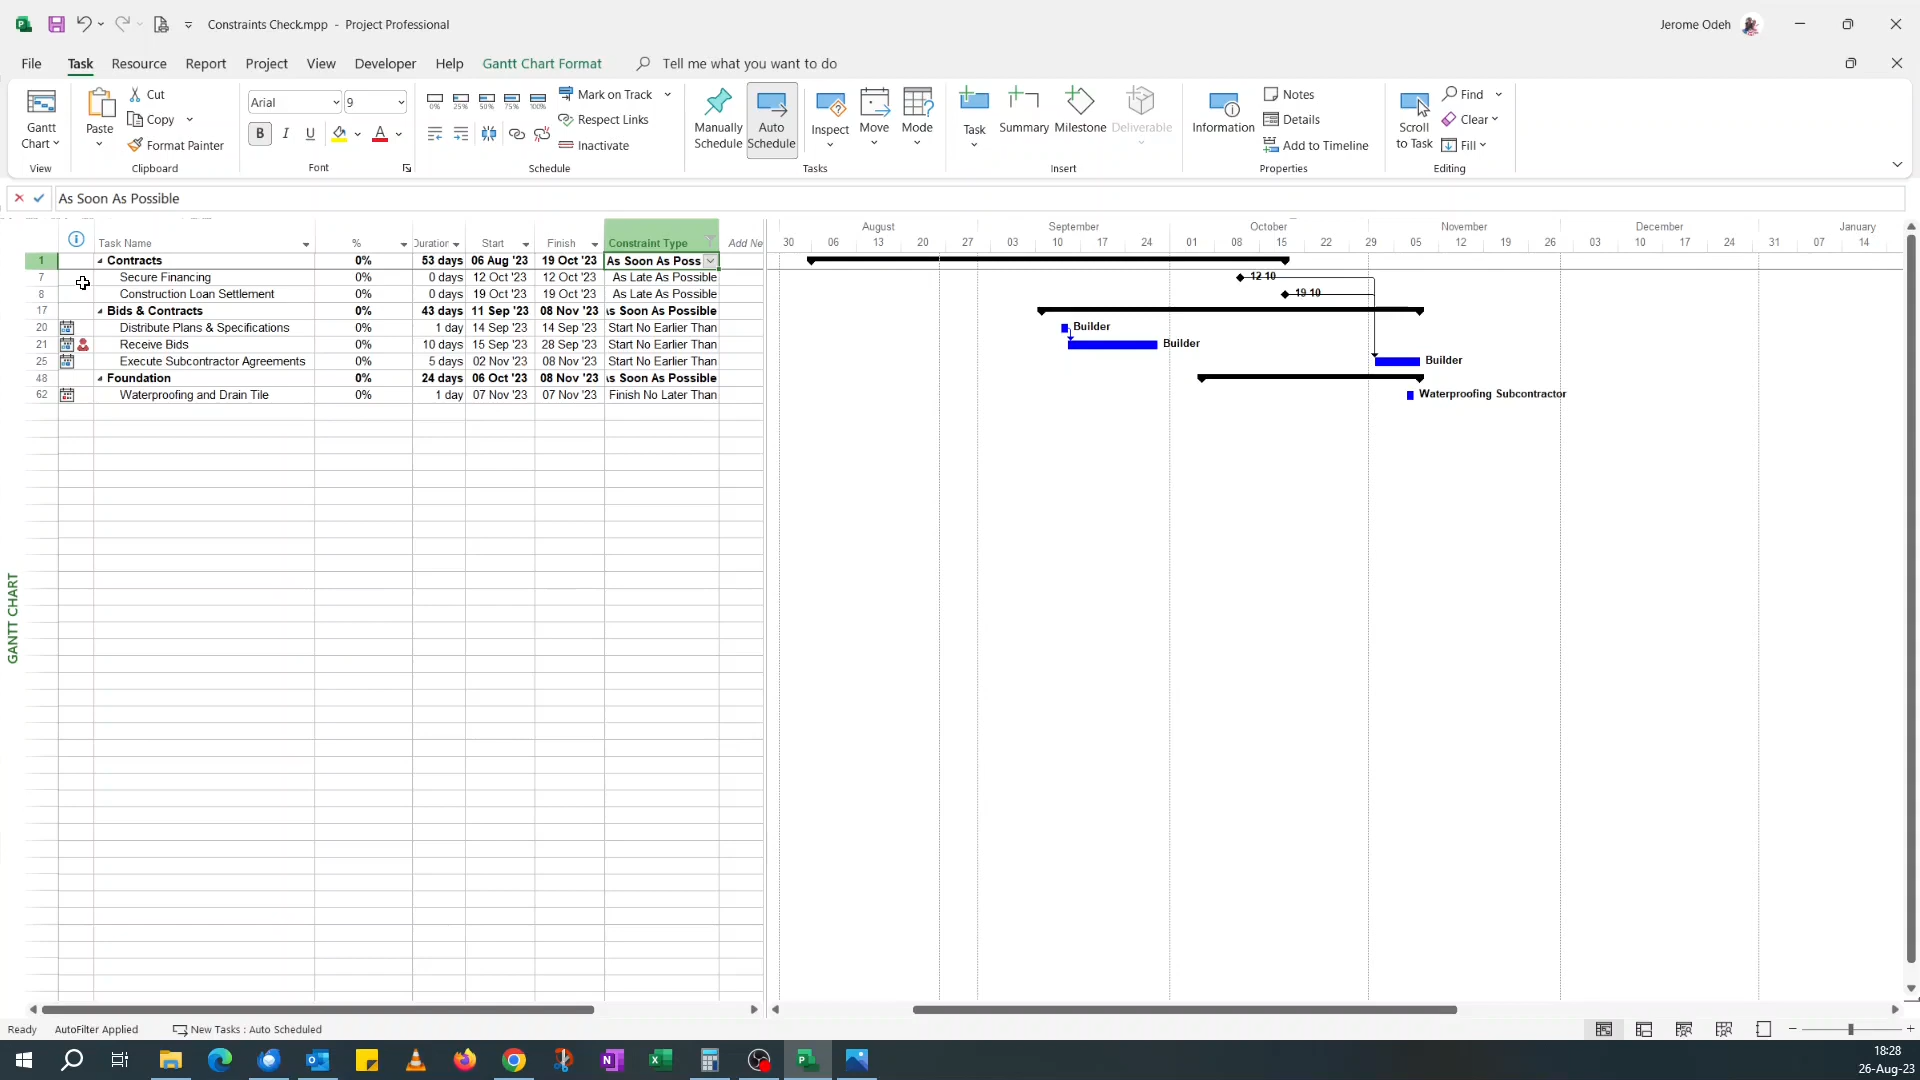 Constraints Check.mpp - Project Professional
Jerome Odeh
File Task Resource Report Project View Developer Help Gantt Chart Format Tell me what you want to do
Gantt Chart
View
Paste
Cut
Copy
Format Painter
Clipboard
Arial 9
B I U A
Font
0% 25% 50% 75% 100%
Mark on Track
Respect Links
Inactivate
Schedule
Manually Schedule
Auto Schedule
Inspect
Move
Mode
Tasks
Task
Summary
Milestone
Deliverable
Insert
Information
Notes
Details
Add to Timeline
Properties
Scroll to Task
Find
Clear
Fill
Editing
As Soon As Possible
Task Name % Duration Start Finish Constraint Type Add Ne
1 Contracts 0% 53 days 06 Aug '23 19 Oct '23 As Soon As Poss
7 Secure Financing 0% 0 days 12 Oct '23 12 Oct '23 As Late As Possible
8 Construction Loan Settlement 0% 0 days 19 Oct '23 19 Oct '23 As Late As Possible
17 Bids & Contracts 0% 43 days 11 Sep '23 08 Nov '23 \s Soon As Possible
20 Distribute Plans & Specifications 0% 1 day 14 Sep '23 14 Sep '23 Start No Earlier Than
21 Receive Bids 0% 10 days 15 Sep '23 28 Sep '23 Start No Earlier Than
25 Execute Subcontractor Agreements 0% 5 days 02 Nov '23 08 Nov '23 Start No Earlier Than
48 Foundation 0% 24 days 06 Oct '23 08 Nov '23 \s Soon As Possible
62 Waterproofing and Drain Tile 0% 1 day 07 Nov '23 07 Nov '23 Finish No Later Than
August September October November December January
30 06 13 20 27 03 10 17 24 01 08 15 22 29 05 12 19 26 03 10 17 24 31 07 14
12 10
19 10
Builder
Builder
Builder
Waterproofing Subcontractor
GANTT CHART
Ready AutoFilter Applied New Tasks : Auto Scheduled
18:28
26-Aug-23